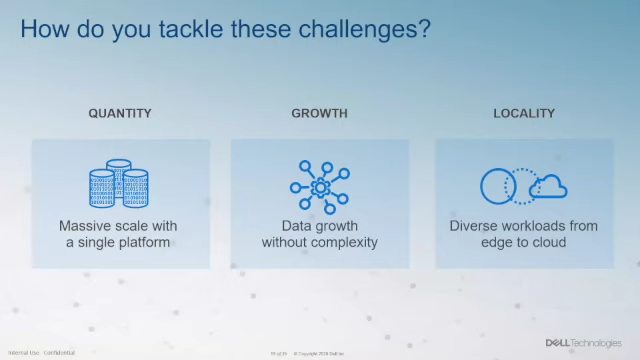 How do you tackle these challenges?
QUANTITY
GROWTH
LOCALITY
Massive scale with
a single platform
Data growth
without complexity
Diverse workloads from
edge to cloud
Internal Use - Confidential
© Copyright
DELLTechnologies